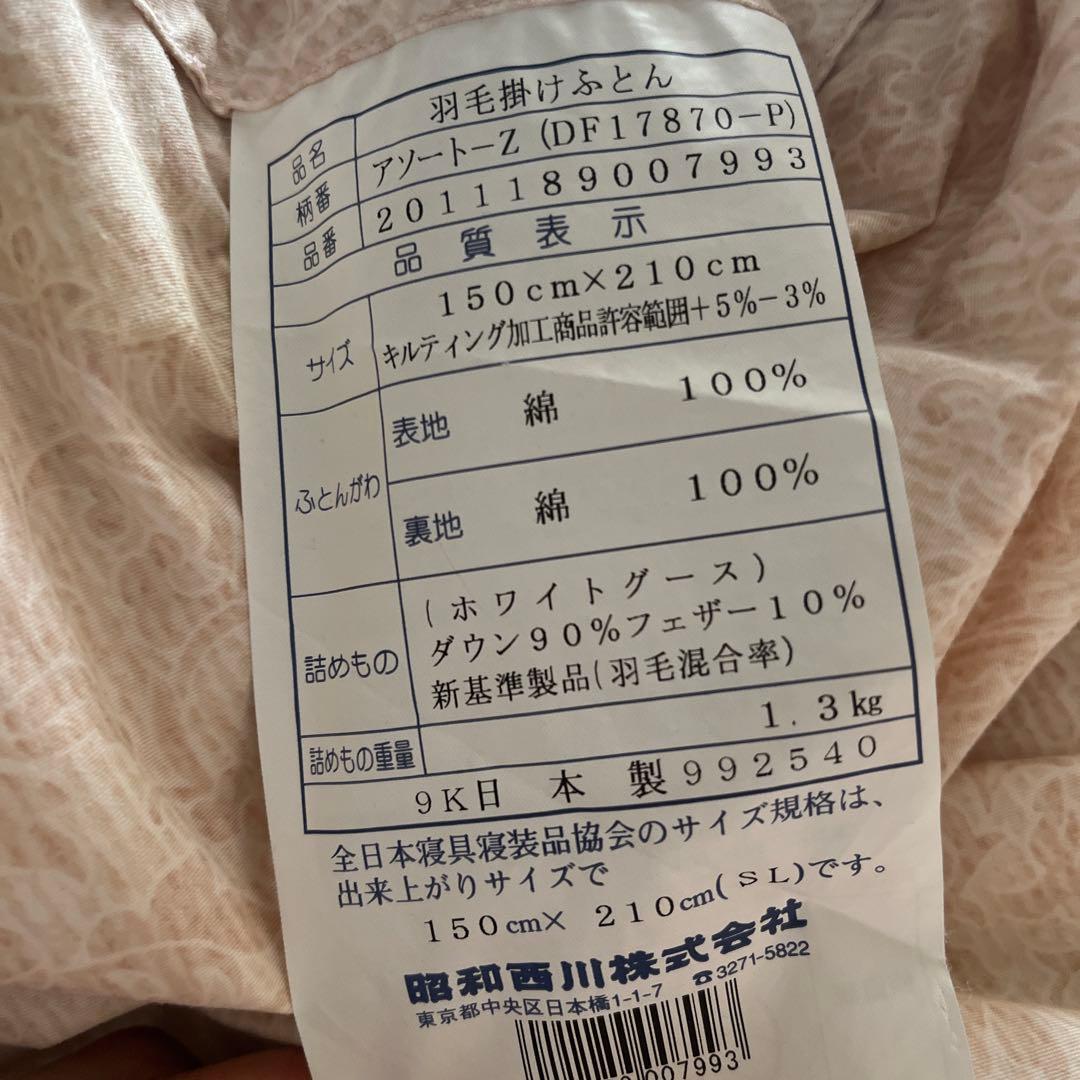 品名 羽毛掛けふとん
柄番 アソート-Z (DF17870-P)
品番 2011189007993
品質表示
サイズ 150cm×210cm
キルティング加工商品許容範囲+5%-3%
ふとんがわ 表地 綿 100%
裏地 綿 100%
詰めもの (ホワイトグース)
ダウン90%フェザー10%
新基準製品(羽毛混合率)
詰めもの重量 1.3kg
9K日本製992540
全日本寝具寝装品協会のサイズ規格は、
出来上がりサイズで
150cm× 210cm(SL)です。
昭和西川株式会社
東京都中央区日本橋1-1-7 ☎3271-5822
007993